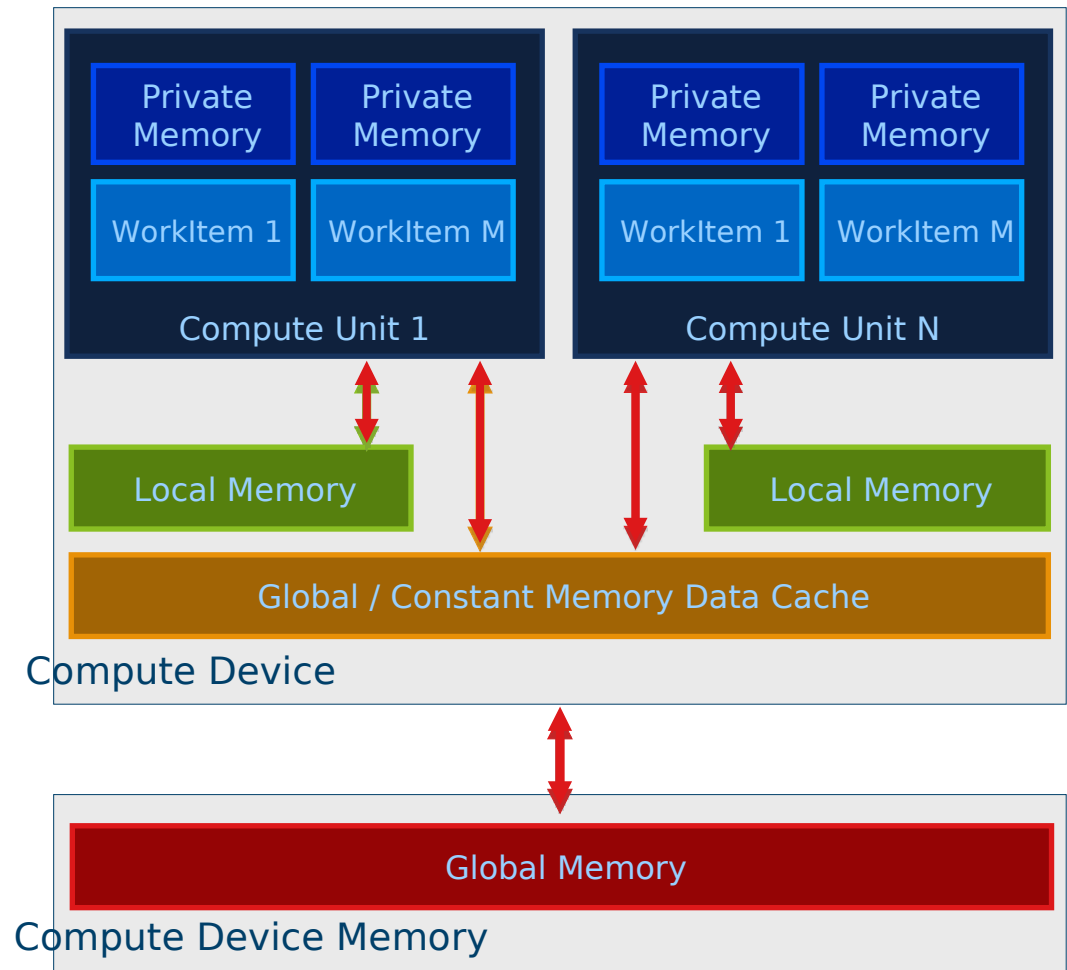 Private
Memory
Private
Memory
Private
Memory
Private
Memory
WorkItem 1
WorkItem M
WorkItem 1
WorkItem M
Compute Unit 1
Compute Unit N
Local Memory
Local Memory
Global / Constant Memory Data Cache
Compute Device
Global Memory
Compute Device Memory